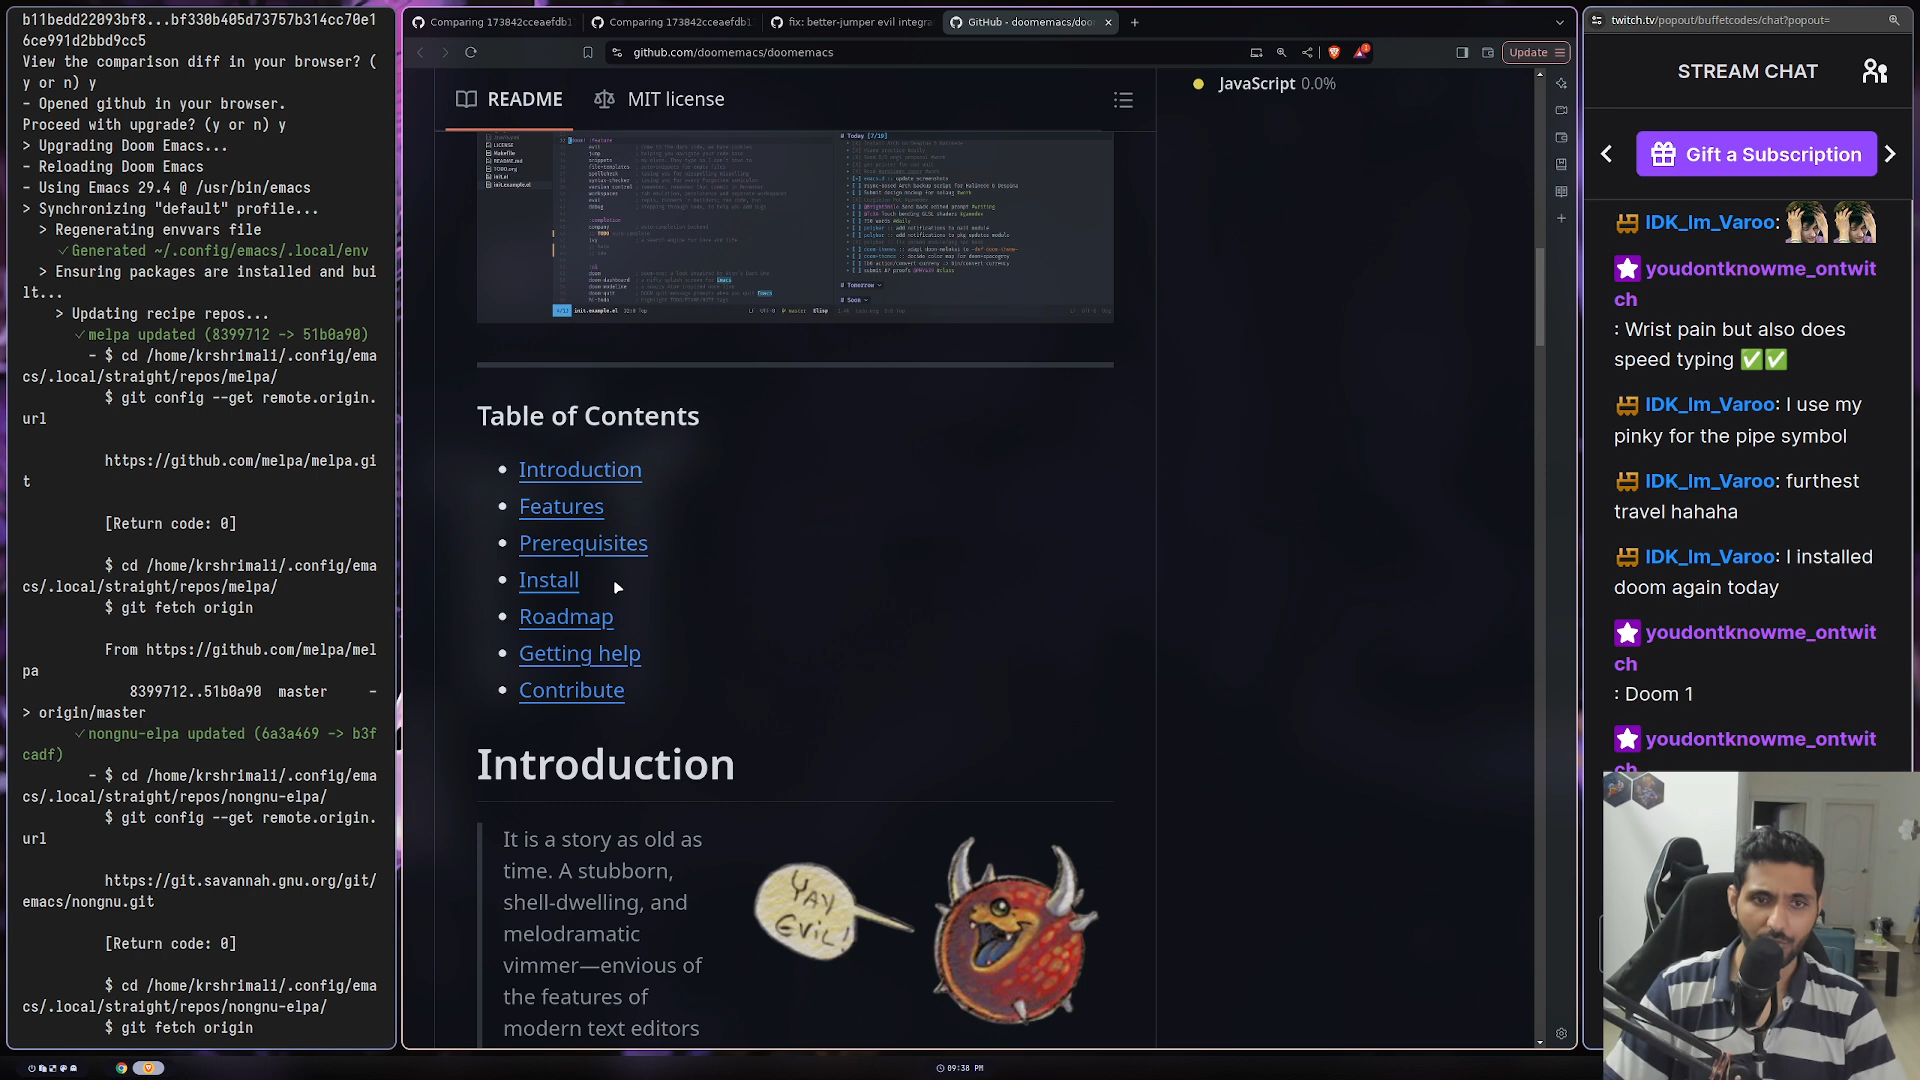 b11bedd22093bf8...bf330b405d73757b314cc70e1
6ce991d2bbd9cc5
View the comparison diff in your browser? (
y or n) y
- Opened github in your browser.
Proceed with upgrade? (y or n) y
> Upgrading Doom Emacs...
- Reloading Doom Emacs
- Using Emacs 29.4 @ /usr/bin/emacs
> Synchronizing "default" profile...
> Regenerating envvars file
✓Generated ~/.config/emacs/.local/env
> Ensuring packages are installed and bui
lt...
> Updating recipe repos...
✓melpa updated (8399712 -> 51b0a90)
- $ cd /home/krshrimali/.config/ema
cs/.local/straight/repos/melpa/
$ git config --get remote.origin.
url
https://github.com/melpa/melpa.gi
t
[Return code: 0]
$ cd /home/krshrimali/.config/ema
cs/.local/straight/repos/melpa/
$ git fetch origin
From https://github.com/melpa/mel
pa
8399712..51b0a90 master -
> origin/master
✓nongnu-elpa updated (6a3a469 -> b3f
cadf)
- $ cd /home/krshrimali/.config/ema
cs/.local/straight/repos/nongnu-elpa/
$ git config --get remote.origin.
url
https://git.savannah.gnu.org/git/
emacs/nongnu.git
[Return code: 0]
$ cd /home/krshrimali/.config/ema
cs/.local/straight/repos/nongnu-elpa/
$ git fetch origin
Comparing 173842cceaefdb1
Comparing 173842cceaefdb1
fix: better-jumper evil integra
GitHub - doomemacs/doo
github.com/doomemacs/doomemacs
Update
README
MIT license
JavaScript 0.0%
Table of Contents
• Introduction
• Features
• Prerequisites
• Install
• Roadmap
• Getting help
• Contribute
Introduction
It is a story as old as
time. A stubborn,
shell-dwelling, and
melodramatic
vimmer—envious of
the features of
modern text editors
YAY
EVIL!
twitch.tv/popout/buffetcodes/chat?popout=
STREAM CHAT
Gift a Subscription
IDK_Im_Varoo:
youdontknowme_ontwit
ch
: Wrist pain but also does
speed typing ✅✅
IDK_Im_Varoo: I use my
pinky for the pipe symbol
IDK_Im_Varoo: furthest
travel hahaha
IDK_Im_Varoo: I installed
doom again today
youdontknowme_ontwit
ch
: Doom 1
youdontknowme_ontwit
ch
09:38 PM